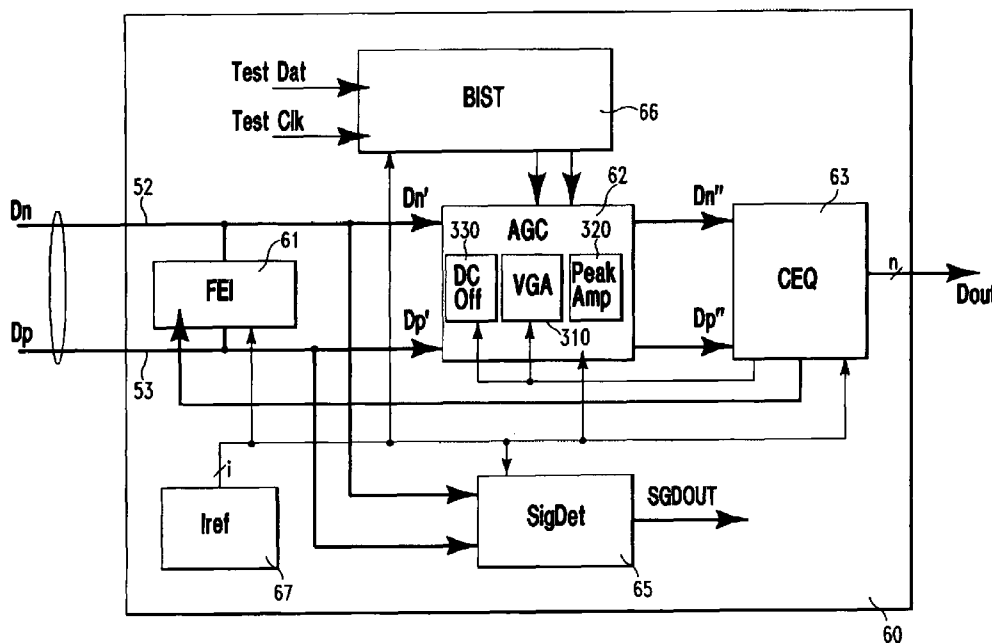 Test Dat
Test Clk
BIST
66
52
Dn
Dn'
62
Dn"
63
61
330
AGC
320
FEI
DC Off
VGA
Peak Amp
CEQ
n
Dout
Dp
Dp'
310
Dp"
53
i
Iref
67
SigDet
SGDOUT
65
60